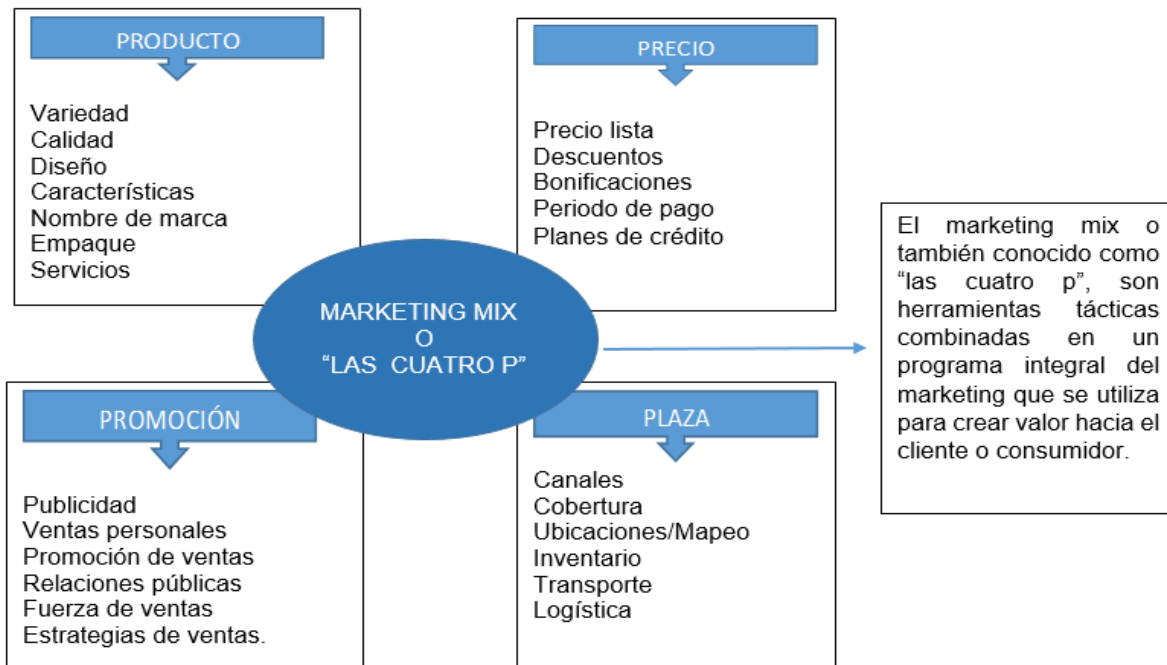 PRODUCTO
Variedad
Calidad
Diseño
Característícas
Nombre de marca
Empaque
Servicios
PRECIO
Precio lista
Descuentos
Bonificaciones
Periodo de pago
Planes de crédito
MARKETING MIX
O
“LAS CUATRO P”
El marketing mix o
también conocido como
“las cuatro p”, son
herramientas tácticas
combinadas en un
programa integral del
marketing que se utiliza
para crear valor hacia el
cliente o consumidor.
PROMOCIÓN
Publicidad
Ventas personales
Promoción de ventas
Relaciones públicas
Fuerza de ventas
Estrategias de ventas.
PLAZA
Canales
Cobertura
Ubicaciones/Mapeo
Inventario
Transporte
Logística